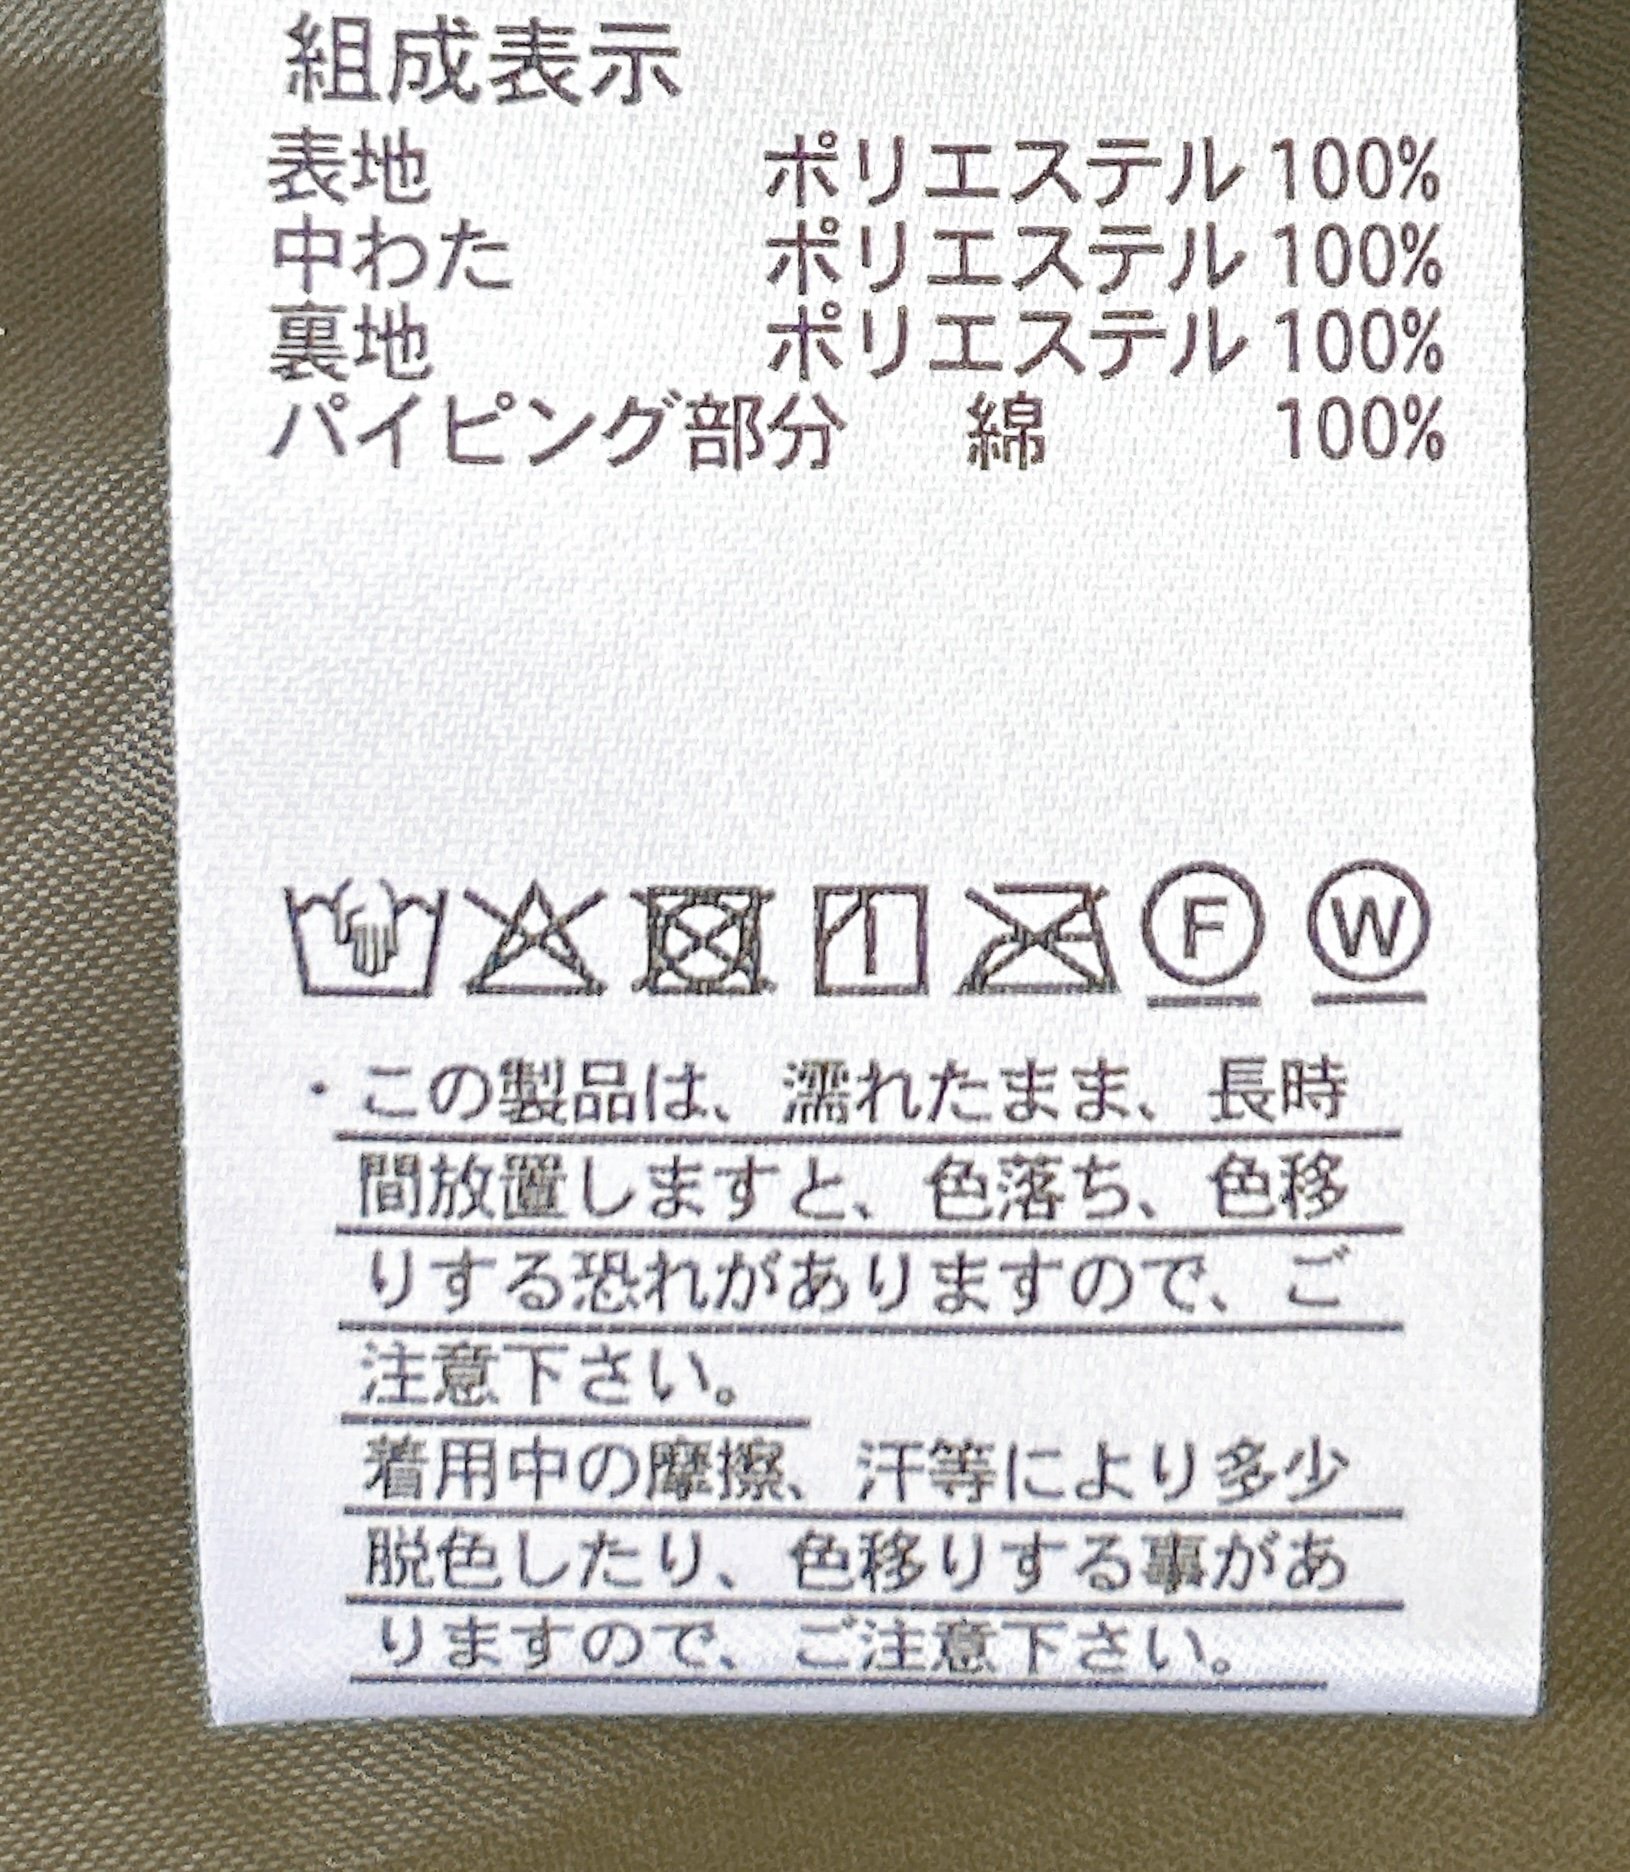 組成表示
表地 ポリエステル 100%
中わた ポリエステル 100%
裏地 ポリエステル 100%
パイピング部分 綿 100%
F W
・この製品は、濡れたまま、長時
間放置しますと、色落ち、色移
りする恐れがありますので、ご
注意下さい。
着用中の摩擦、汗等により多少
脱色したり、色移りする事があ
りますので、ご注意下さい。